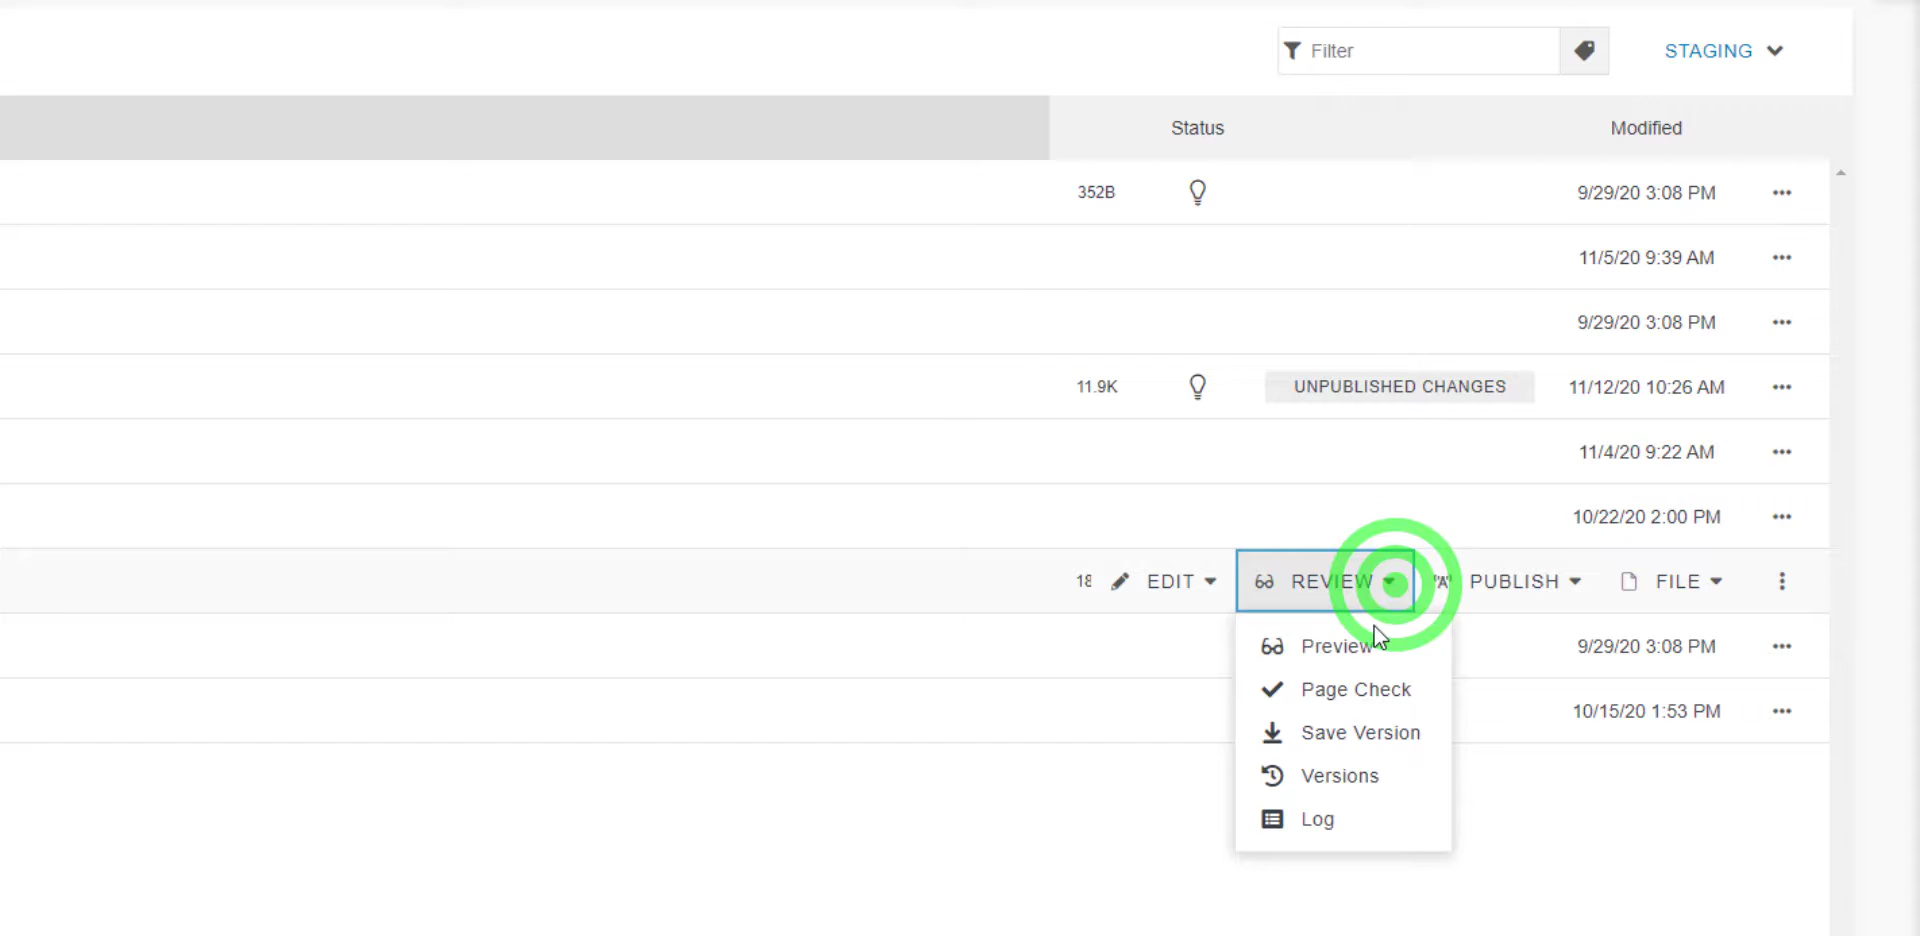 Filter
STAGING
Status Modified
352B 9/29/20 3:08 PM
11/5/20 9:39 AM
9/29/20 3:08 PM
11.9K UNPUBLISHED CHANGES 11/12/20 10:26 AM
11/4/20 9:22 AM
10/22/20 2:00 PM
18 EDIT REVIEW PUBLISH FILE
Preview 9/29/20 3:08 PM
Page Check
10/15/20 1:53 PM
Save Version
Versions
Log